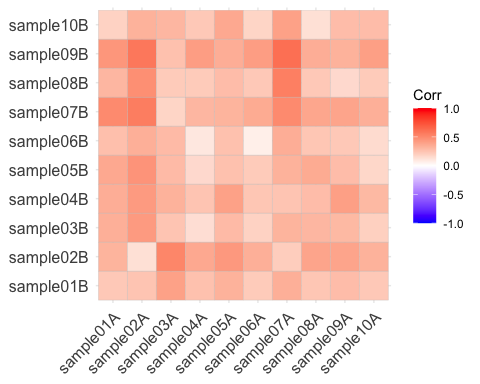 sample10B
sample09B
sample08B
sample07B
sample06B
sample05B
sample04B
sample03B
sample02B
sample01B
sample01A
sample02A
sample03A
sample04A
sample05A
sample06A
sample07A
sample08A
sample09A
sample10A
Corr
1.0
0.5
0.0
-0.5
-1.0